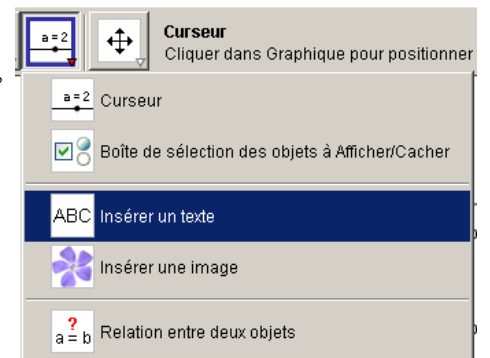 a=2
Curseur
Cliquer dans Graphique pour positionner
a=2 Curseur
Boîte de sélection des objets à Afficher/Cacher
ABC Insérer un texte
Insérer une image
?
a = b Relation entre deux objets